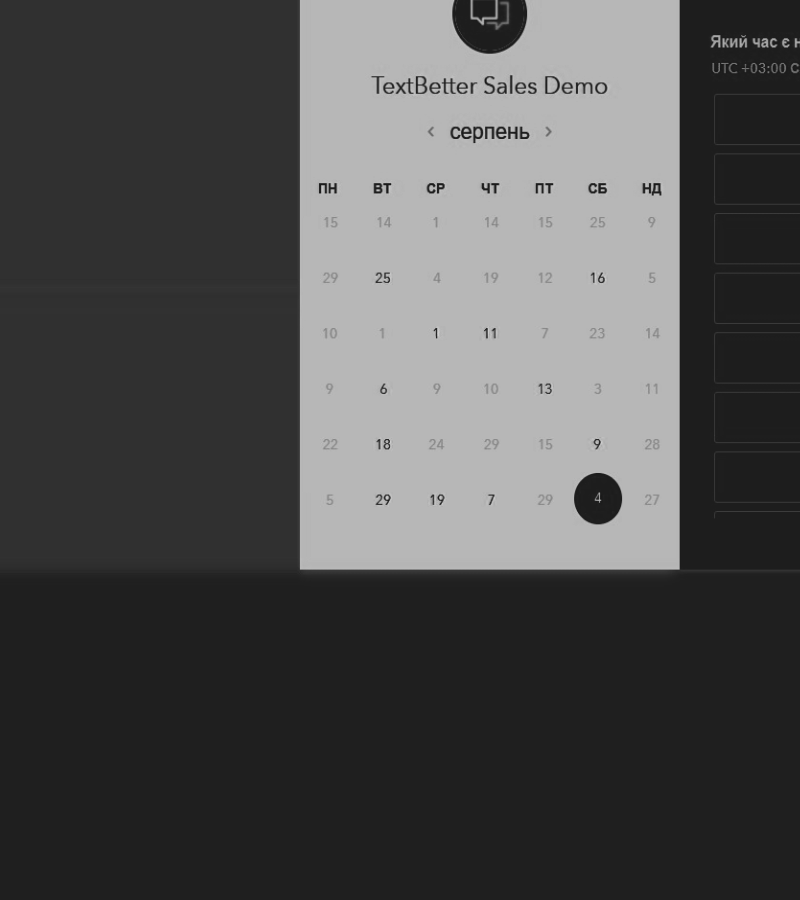 TextBetter Sales Demo
‹ серпень ›
ПН ВТ СР ЧТ ПТ СБ НД
15 14 1 14 15 25 9
29 25 4 19 12 16 5
10 1 1 11 7 23 14
9 6 9 10 13 3 11
22 18 24 29 15 9 28
5 29 19 7 29 4 27
Який час є
UTC +03:00